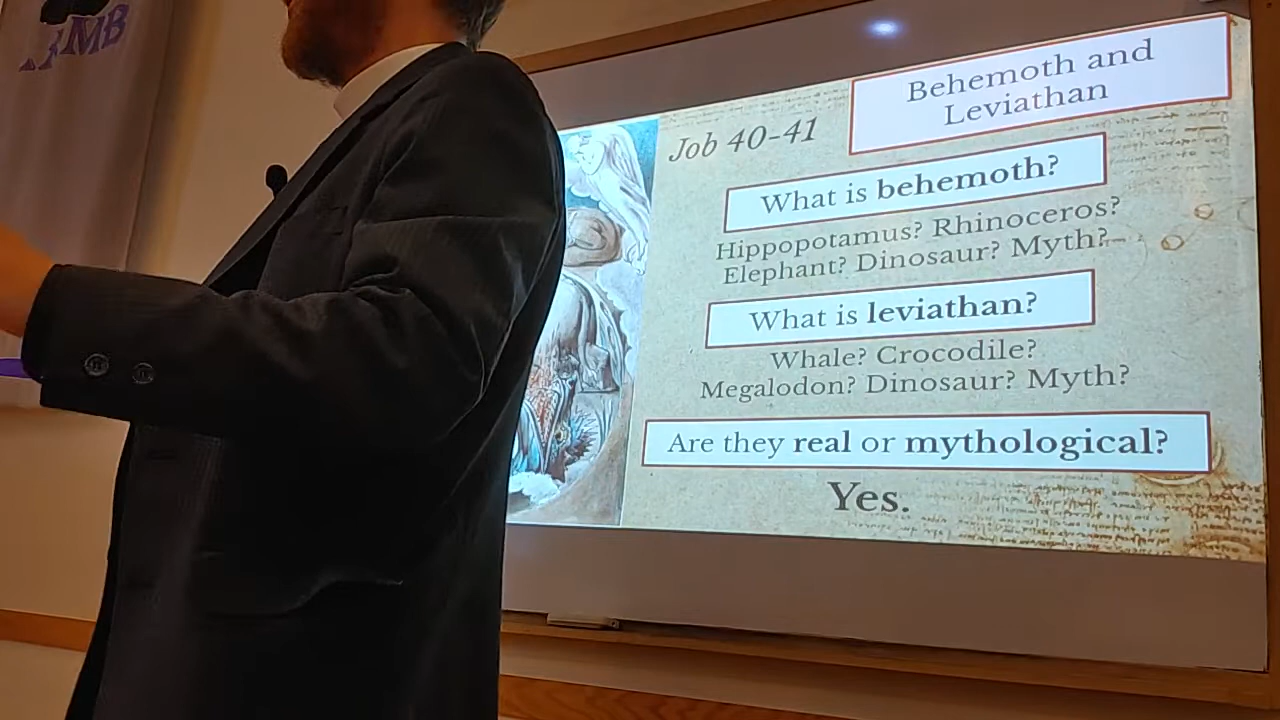 MB
Behemoth and
Leviathan
Job 40-41
What is behemoth?
Hippopotamus? Rhinoceros?
Elephant? Dinosaur? Myth?
What is leviathan?
Whale? Crocodile?
Megalodon? Dinosaur? Myth?
Are they real or mythological?
Yes.